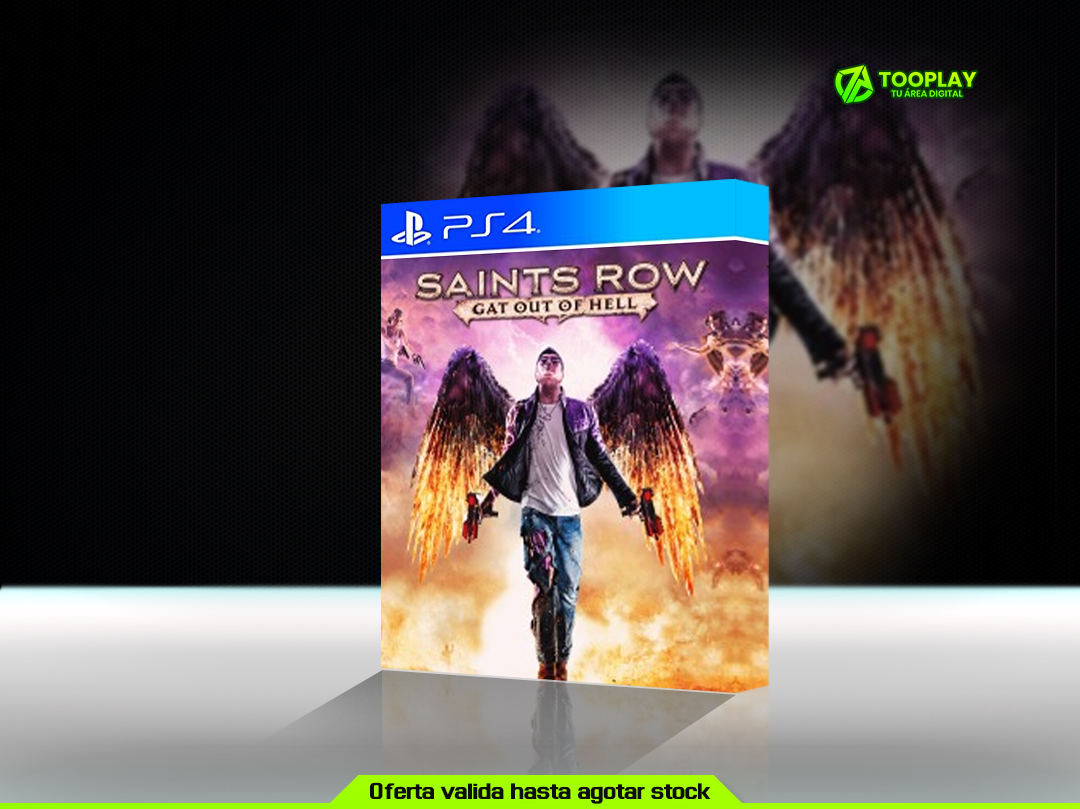 TOOPLAY
TU ÁREA DIGITAL
PS4
SAINTS ROW
GAT OUT OF HELL
Oferta valida hasta agotar stock